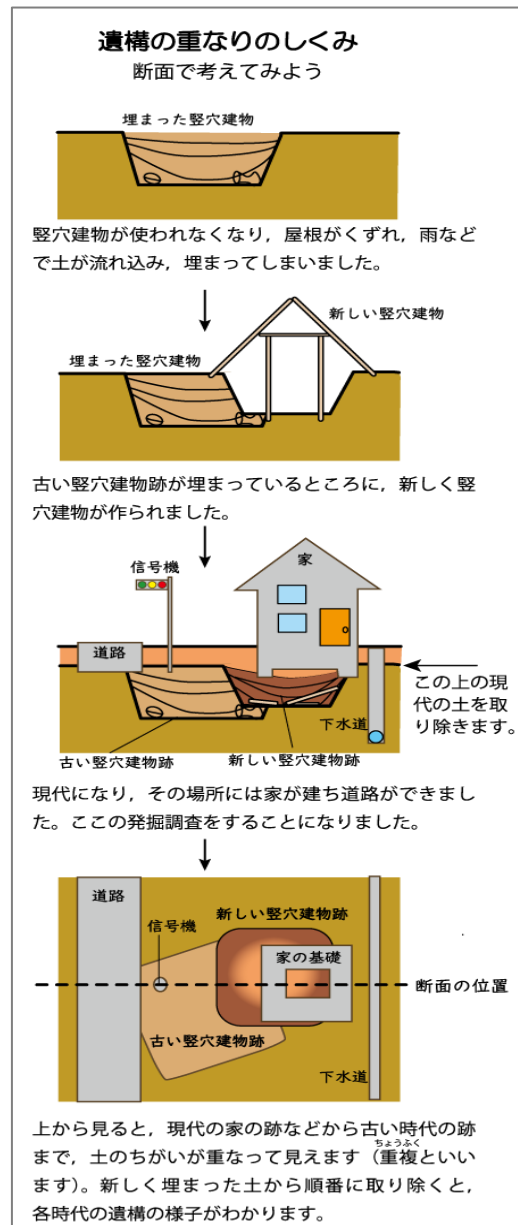 遺構の重なりのしくみ
断面で考えてみよう
埋まった竪穴建物
竪穴建物が使われなくなり，屋根がくずれ，雨など
で土が流れ込み，埋まってしまいました。
新しい竪穴建物
埋まった竪穴建物
古い竪穴建物跡が埋まっているところに，新しく竪
穴建物が作られました。
信号機
家
道路
この上の現
代の土を取
り除きます。
下水道
古い竪穴建物跡
新しい竪穴建物跡
現代になり，その場所には家が建ち道路ができまし
た。ここの発掘調査をすることになりました。
道路
新しい竪穴建物跡
信号機
家の基礎
断面の位置
古い竪穴建物跡
下水道
上から見ると，現代の家の跡などから古い時代の跡
ちょうふく
まで，土のちがいが重なって見えます（重複といい
ます）。新しく埋まった土から順番に取り除くと，
各時代の遺構の様子がわかります。